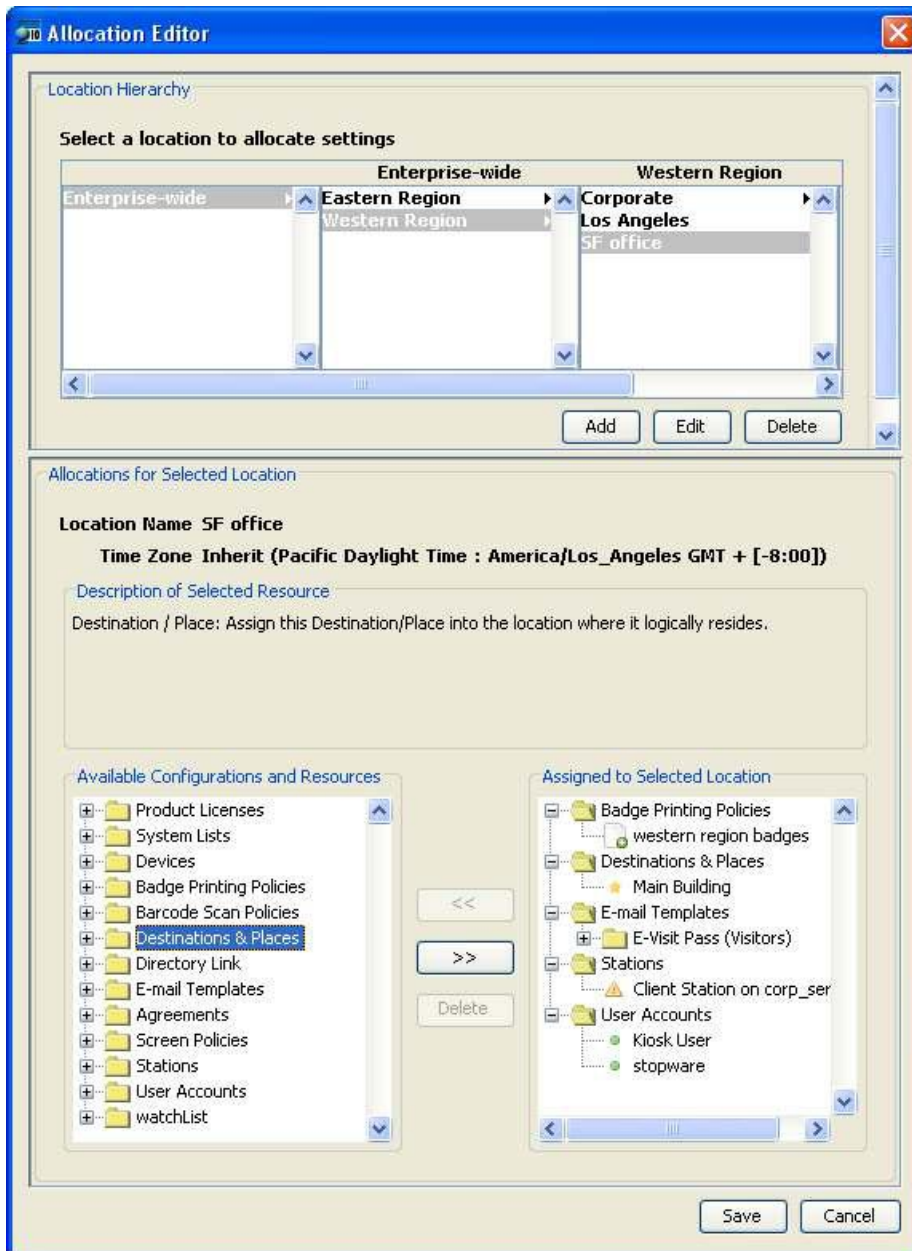 Allocation Editor
Location Hierarchy
Select a location to allocate settings
Enterprise-wide Western Region
Enterprise-wide Eastern Region Corporate
Western Region Los Angeles
SF office
Add Edit Delete
Allocations for Selected Location
Location Name SF office
Time Zone Inherit (Pacific Daylight Time : America/Los_Angeles GMT + [-8:00])
Description of Selected Resource
Destination / Place: Assign this Destination/Place into the location where it logically resides.
Available Configurations and Resources
Product Licenses
System Lists
Devices
Badge Printing Policies
Barcode Scan Policies
Destinations & Places
Directory Link
E-mail Templates
Agreements
Screen Policies
Stations
User Accounts
watchList
<<
>>
Delete
Assigned to Selected Location
Badge Printing Policies
western region badges
Destinations & Places
Main Building
E-mail Templates
E-Visit Pass (Visitors)
Stations
Client Station on corp_ser
User Accounts
Kiosk User
stopware
Save Cancel